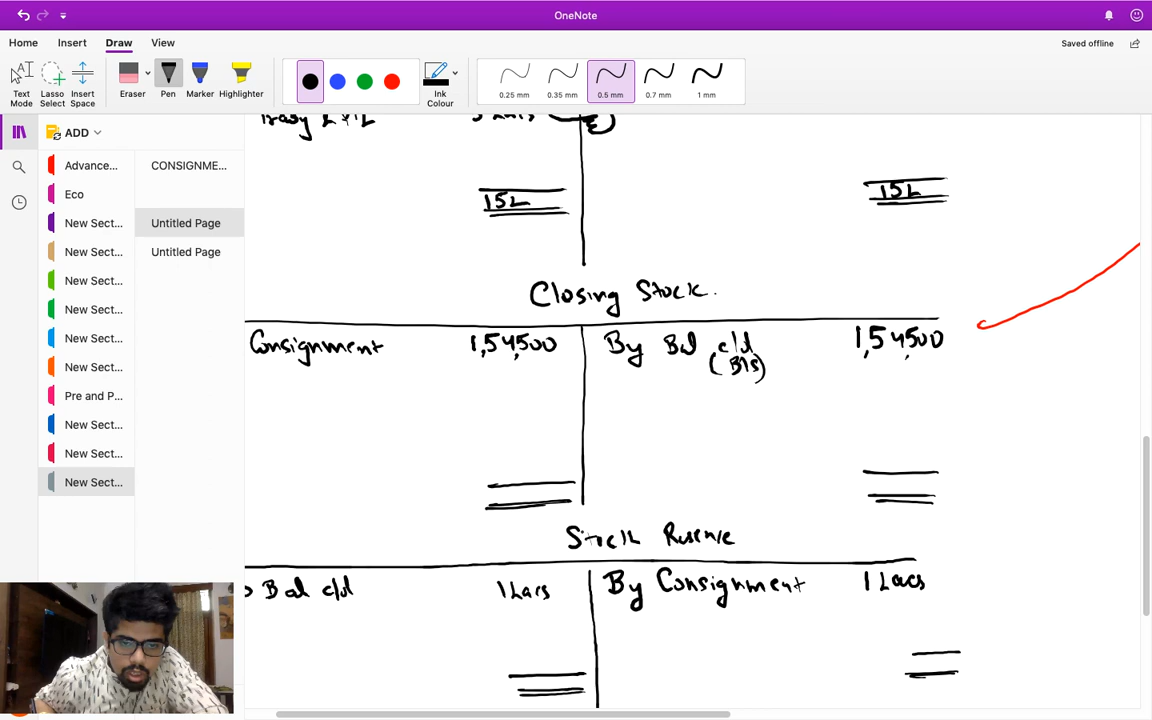 OneNote
Home Insert Draw View
Saved offline
Text Mode
Lasso Select
Insert Space
Eraser
Pen
Marker
Highlighter
Ink Colour
0.25 mm
0.35 mm
0.5 mm
0.7 mm
1 mm
ADD
Advance...
Eco
New Sect...
New Sect...
New Sect...
New Sect...
New Sect...
New Sect...
Pre and P...
New Sect...
New Sect...
New Sect...
CONSIGNME...
Untitled Page
Untitled Page
15L
15L
Closing Stock.
Consignment 1,54,500 By Bal c/d 1,54,500
(B/s)
Stock Reserve
Bal c/d 1 Lacs By Consignment 1 Lacs